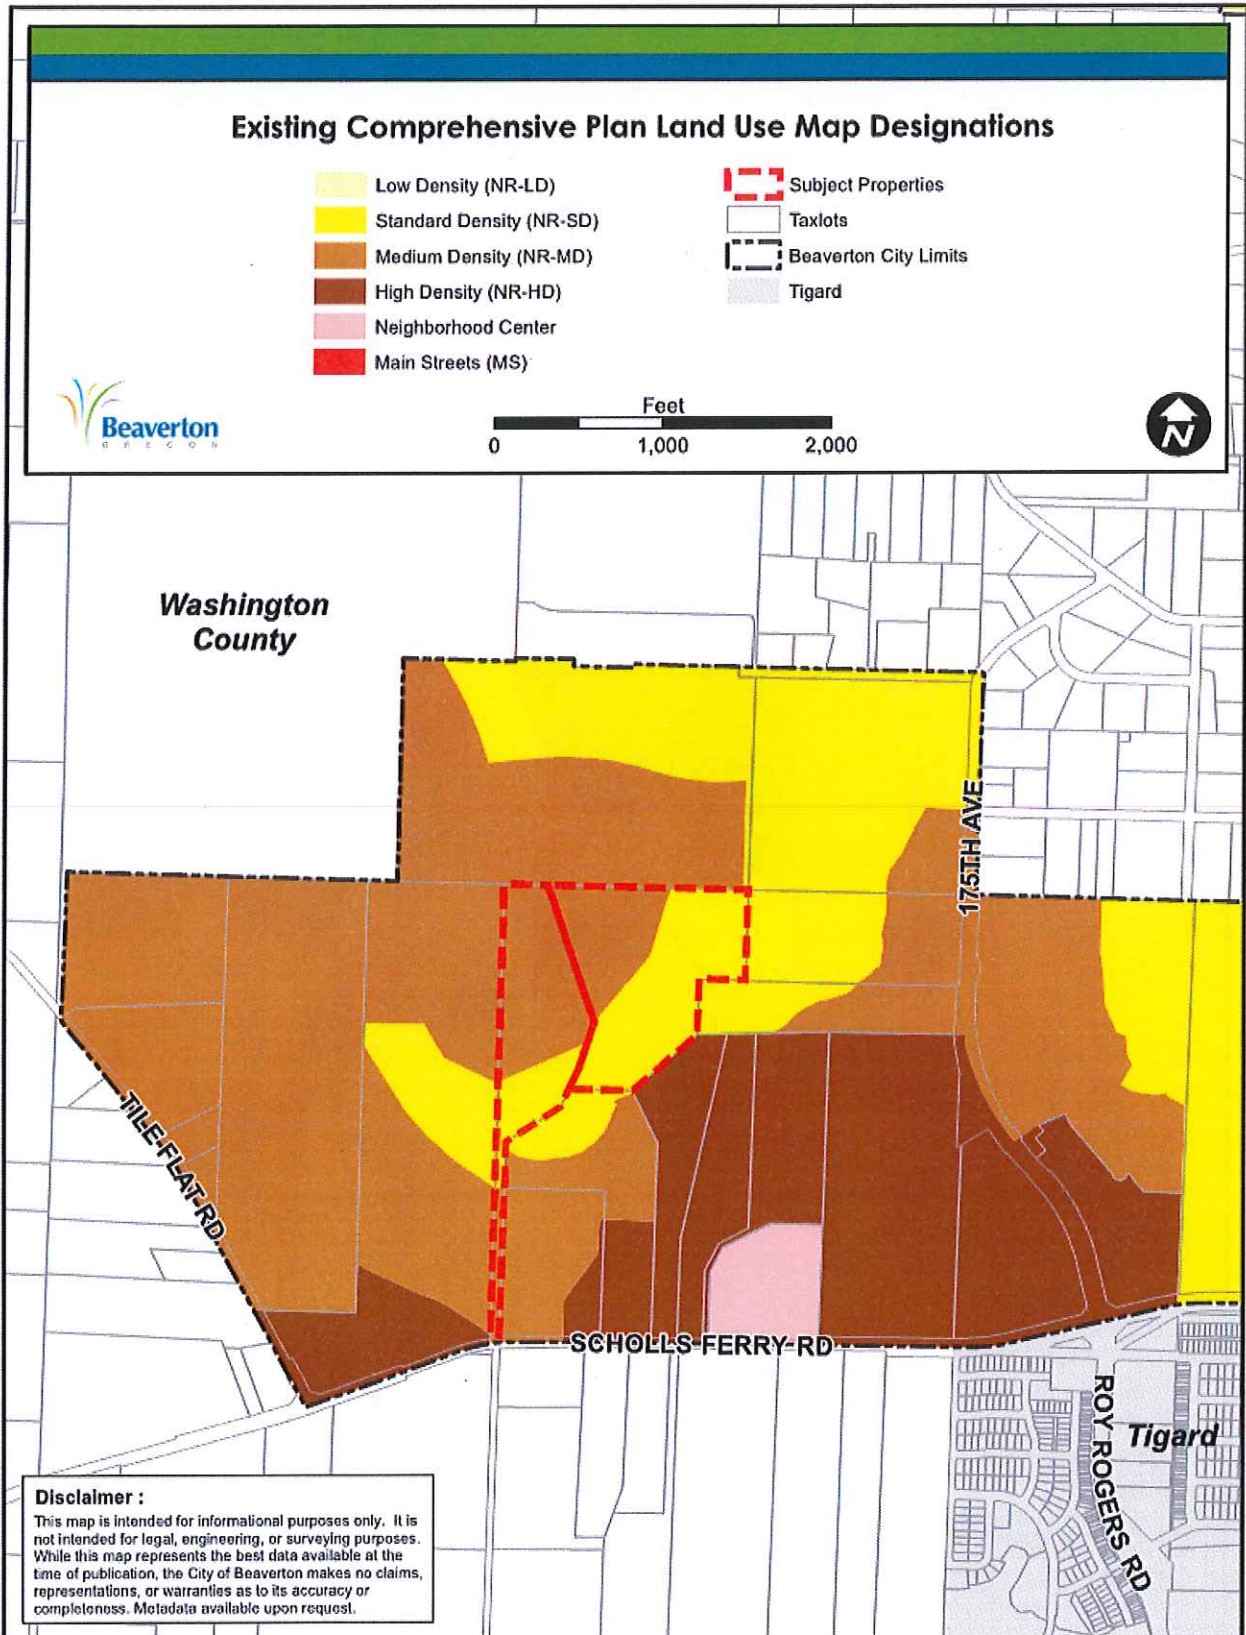 Existing Comprehensive Plan Land Use Map Designations
Low Density (NR-LD)
Standard Density (NR-SD)
Medium Density (NR-MD)
High Density (NR-HD)
Neighborhood Center
Main Streets (MS)
Subject Properties
Taxlots
Beaverton City Limits
Tigard
Beaverton
OREGON
Feet
0 1,000 2,000
N
Washington
County
175TH AVE
TILE FLAT RD
SCHOLLS FERRY RD
ROY ROGERS RD
Tigard
Disclaimer :
This map is intended for informational purposes only. It is
not intended for legal, engineering, or surveying purposes.
While this map represents the best data available at the
time of publication, the City of Beaverton makes no claims,
representations, or warranties as to its accuracy or
completeness. Metadata available upon request.